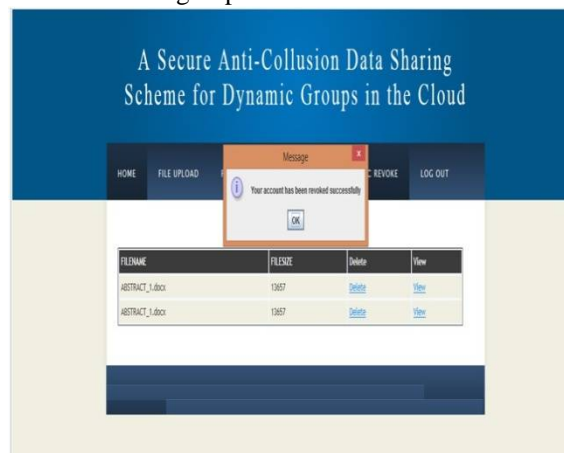 A Secure Anti-Collusion Data Sharing
Scheme for Dynamic Groups in the Cloud
Message
x
HOME FILE UPLOAD C REVOKE LOG OUT
Your account has been revoked successfully
OK
FILENAME FILESIZE Delete View
ABSTRACT_1.docx 13657 Delete View
ABSTRACT_1.docx 13657 Delete View